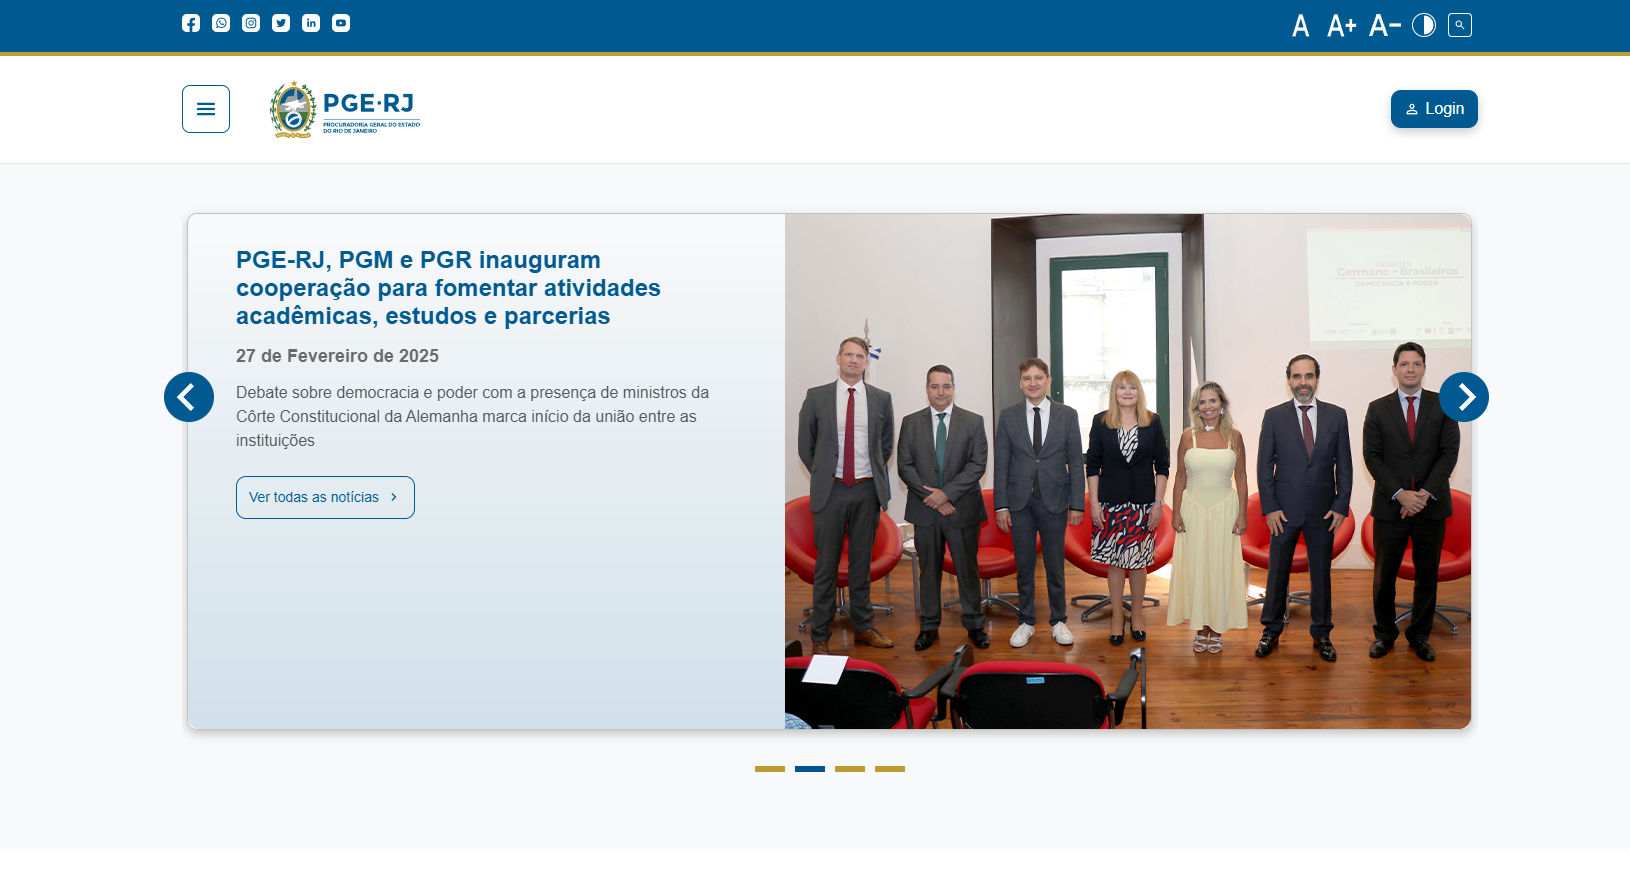 A A+ A-
PGE·RJ
PROCURADORIA GERAL DO ESTADO
DO RIO DE JANEIRO
Login
PGE-RJ, PGM e PGR inauguram
cooperação para fomentar atividades
acadêmicas, estudos e parcerias
27 de Fevereiro de 2025
Debate sobre democracia e poder com a presença de ministros da
Côrte Constitucional da Alemanha marca início da união entre as
instituições
Ver todas as notícias
DEBATES
Germano - Brasileiros
DEMOCRACIA E PODER